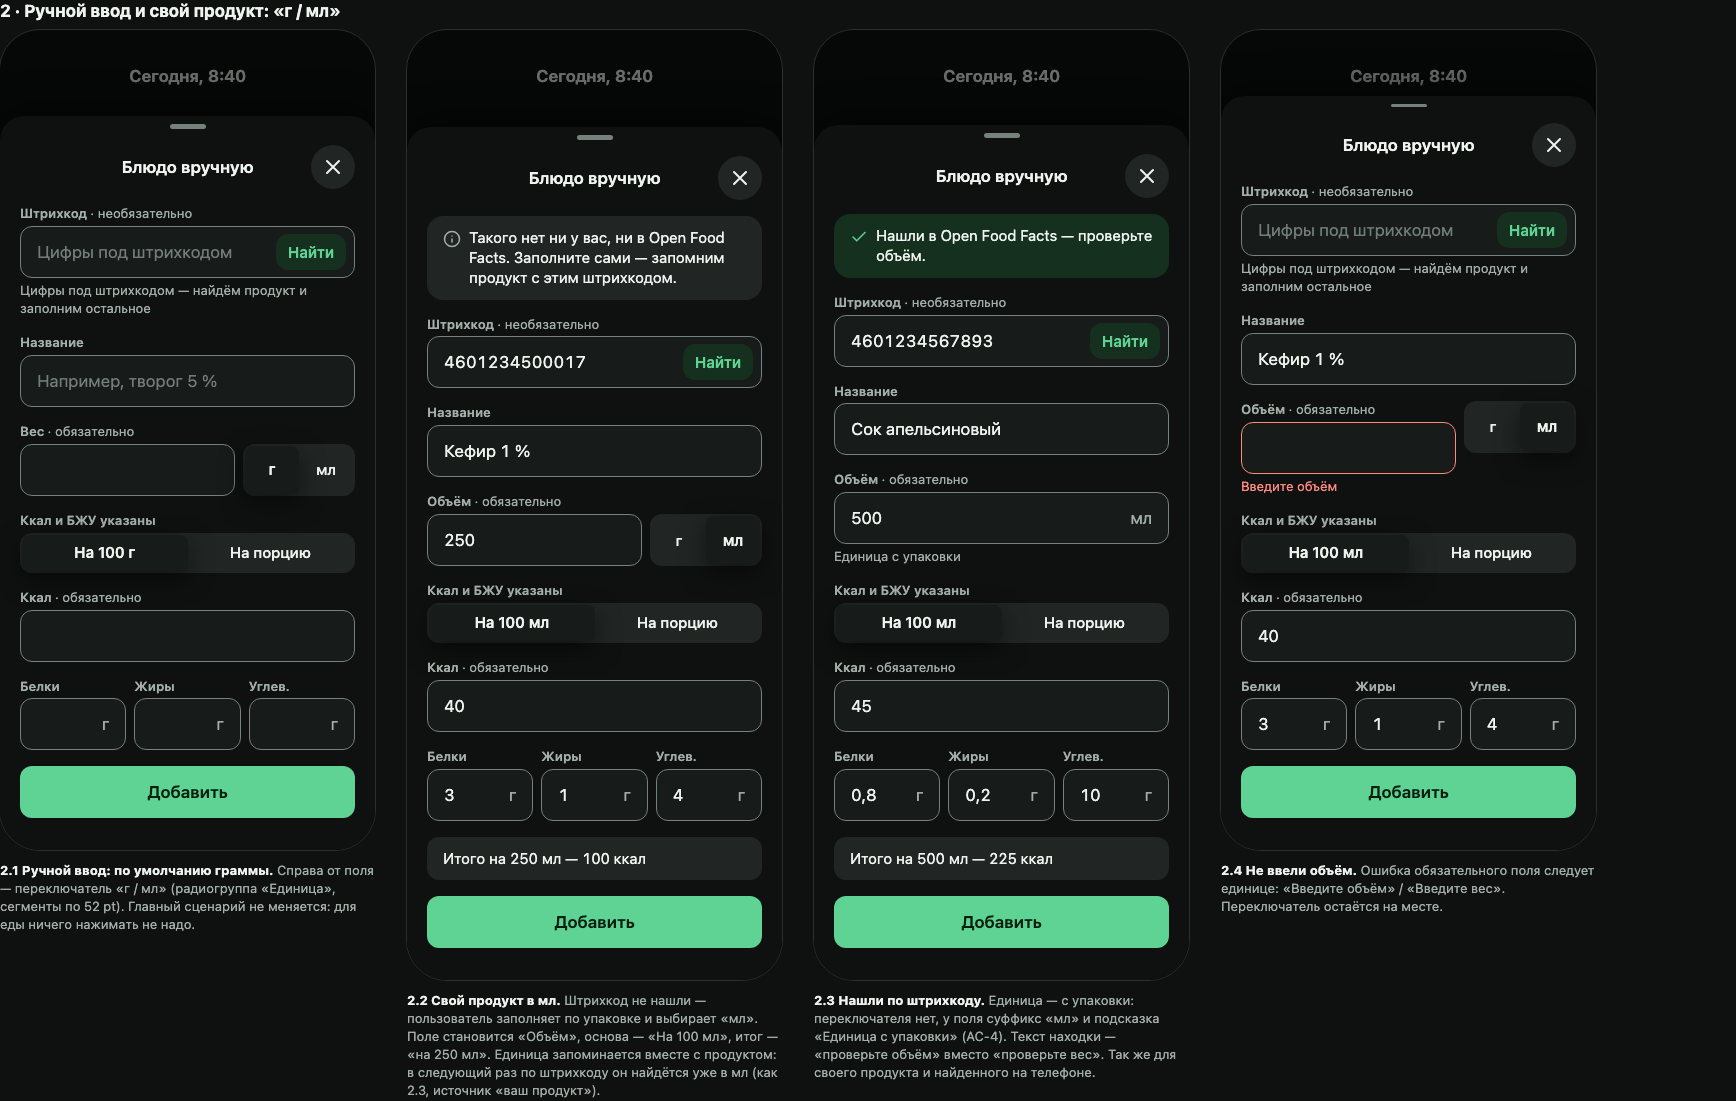 2 · Ручной ввод и свой продукт: «г / мл»
Сегодня, 8:40
Блюдо вручную
Штрихкод · необязательно
Цифры под штрихкодом
Найти
Цифры под штрихкодом — найдём продукт и
заполним остальное
Название
Например, творог 5 %
Вес · обязательно
г
мл
Ккал и БЖУ указаны
На 100 г
На порцию
Ккал · обязательно
Белки
Жиры
Углев.
г
г
г
Добавить
2.1 Ручной ввод: по умолчанию граммы. Справа от поля
— переключатель «г / мл» (радиогруппа «Единица»,
сегменты по 52 pt). Главный сценарий не меняется: для
еды ничего нажимать не надо.
Сегодня, 8:40
Блюдо вручную
Такого нет ни у вас, ни в Open Food
Facts. Заполните сами — запомним
продукт с этим штрихкодом.
Штрихкод · необязательно
4601234500017
Найти
Название
Кефир 1 %
Объём · обязательно
250
г
мл
Ккал и БЖУ указаны
На 100 мл
На порцию
Ккал · обязательно
40
Белки
Жиры
Углев.
3 г
1 г
4 г
Итого на 250 мл — 100 ккал
Добавить
2.2 Свой продукт в мл. Штрихкод не нашли —
пользователь заполняет по упаковке и выбирает «мл».
Поле становится «Объём», основа — «На 100 мл», итог —
«на 250 мл». Единица запоминается вместе с продуктом:
в следующий раз по штрихкоду он найдётся уже в мл (как
2.3, источник «ваш продукт»).
Сегодня, 8:40
Блюдо вручную
Нашли в Open Food Facts — проверьте
объём.
Штрихкод · необязательно
4601234567893
Найти
Название
Сок апельсиновый
Объём · обязательно
500
мл
Единица с упаковки
Ккал и БЖУ указаны
На 100 мл
На порцию
Ккал · обязательно
45
Белки
Жиры
Углев.
0,8 г
0,2 г
10 г
Итого на 500 мл — 225 ккал
Добавить
2.3 Нашли по штрихкоду. Единица — с упаковки:
переключателя нет, у поля суффикс «мл» и подсказка
«Единица с упаковки» (AC-4). Текст находки —
«проверьте объём» вместо «проверьте вес». Так же для
своего продукта и найденного на телефоне.
Сегодня, 8:40
Блюдо вручную
Штрихкод · необязательно
Цифры под штрихкодом
Найти
Цифры под штрихкодом — найдём продукт и
заполним остальное
Название
Кефир 1 %
Объём · обязательно
г
мл
Введите объём
Ккал и БЖУ указаны
На 100 мл
На порцию
Ккал · обязательно
40
Белки
Жиры
Углев.
3 г
1 г
4 г
Добавить
2.4 Не ввели объём. Ошибка обязательного поля следует
единице: «Введите объём» / «Введите вес».
Переключатель остаётся на месте.